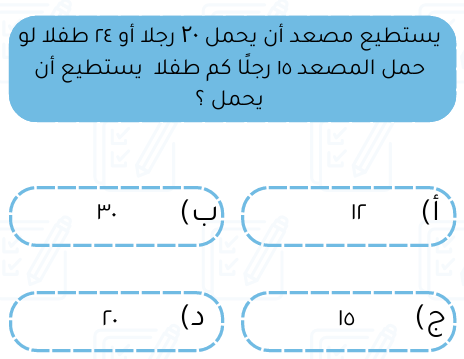 يستطيع مصعد أن يحمل ٢٠ رجلا أو ٢٤ طفلا لو
حمل المصعد ١٥ رجلًا كم طفلا يستطيع أن
يحمل ؟
أ) ١٢
ب) ٣٠
ج) ١٥
د) ٢٠